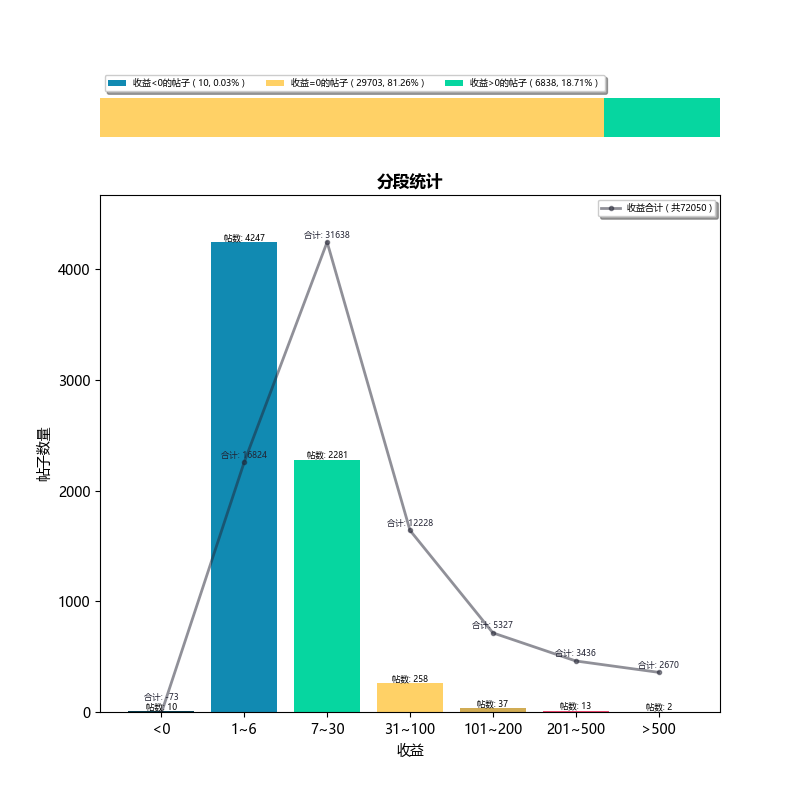 收益<0的帖子 ( 10, 0.03% ) 收益=0的帖子 ( 29703, 81.26% ) 收益>0的帖子 ( 6838, 18.71% )
分段统计
收益合计 ( 共72050 )
合计: 31638
帖数: 4247
4000
3000
帖子数量
合计: 16824
帖数: 2281
2000
合计: 12228
1000
合计: 5327
合计: 3436
合计: 2670
帖数: 258
合计: -73
帖数: 10
帖数: 37
帖数: 13
帖数: 2
0
<0 1~6 7~30 31~100 101~200 201~500 >500
收益